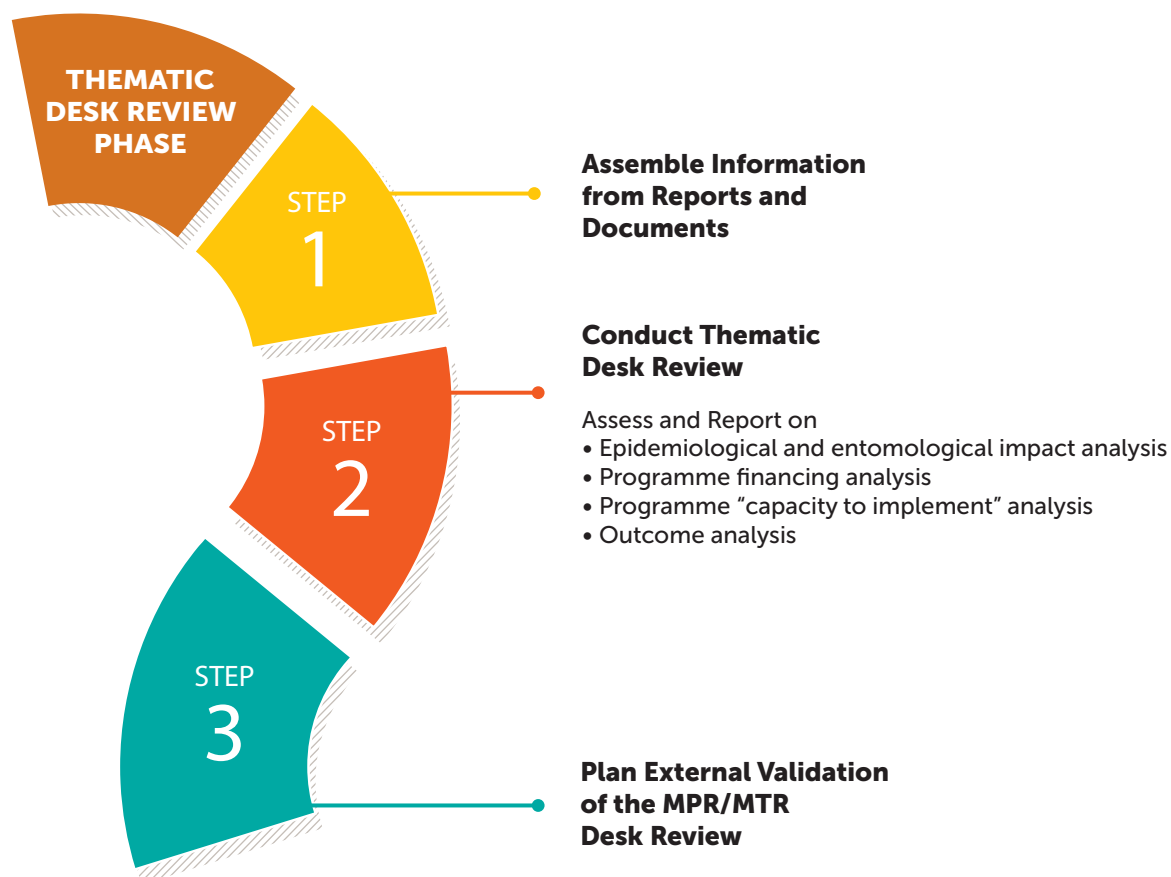 THEMATIC
DESK REVIEW
PHASE
STEP
1
Assemble Information
from Reports and
Documents
STEP
2
Conduct Thematic
Desk Review
Assess and Report on
• Epidemiological and entomological impact analysis
• Programme financing analysis
• Programme “capacity to implement” analysis
• Outcome analysis
STEP
3
Plan External Validation
of the MPR/MTR
Desk Review